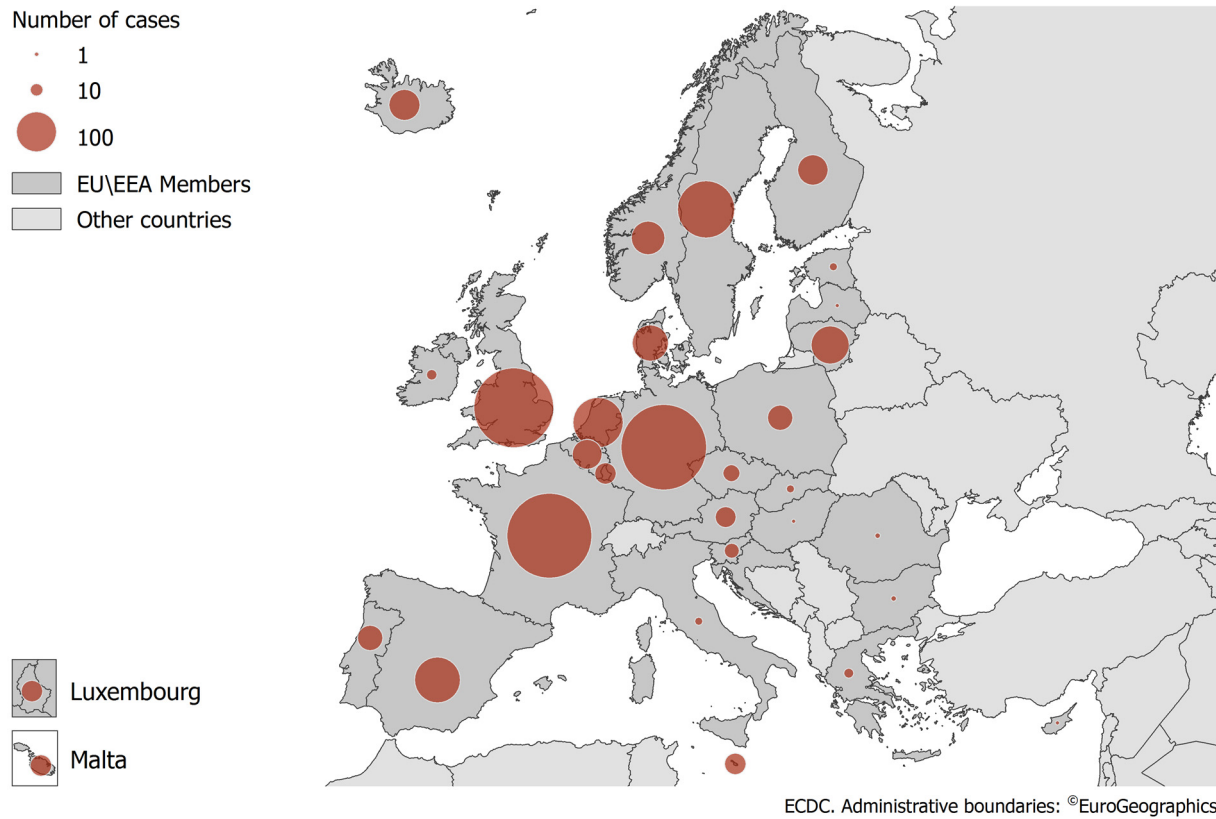 Number of cases
1
10
100
EU\EEA Members
Other countries
Luxembourg
Malta
ECDC. Administrative boundaries: ©EuroGeographics